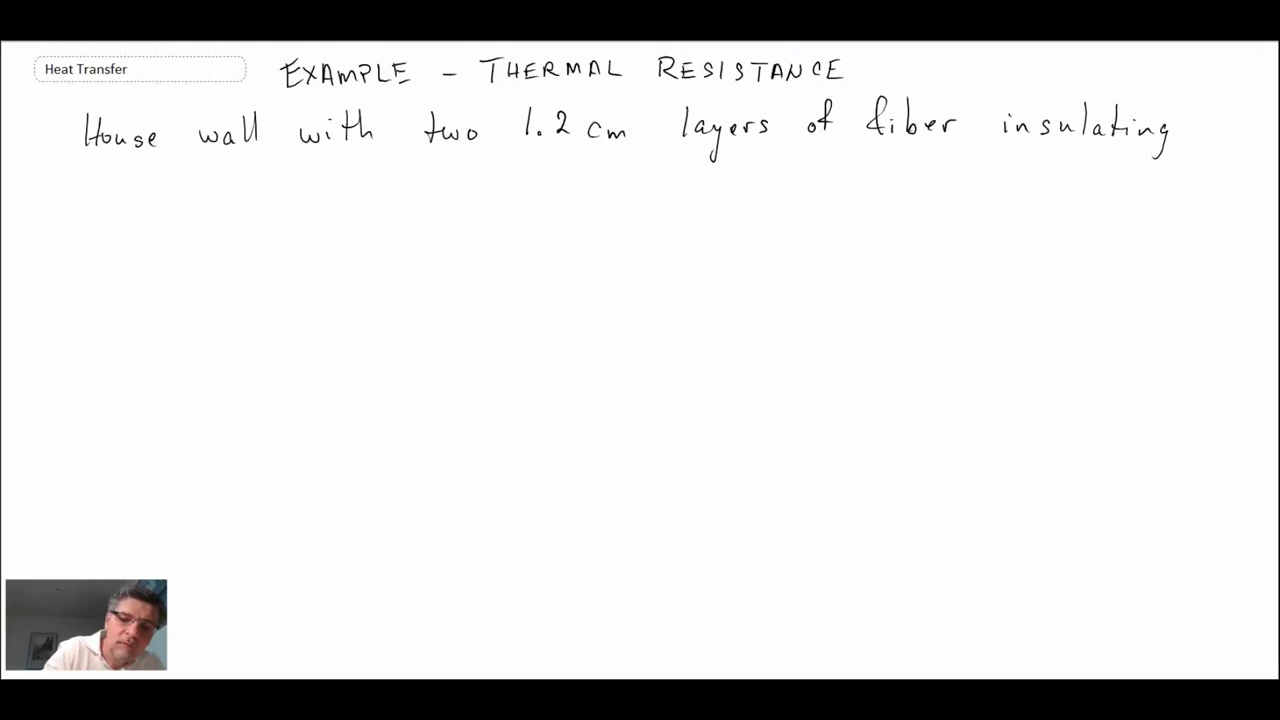 Heat Transfer
EXAMPLE - THERMAL RESISTANCE
House wall with two 1.2 cm layers of fiber insulating